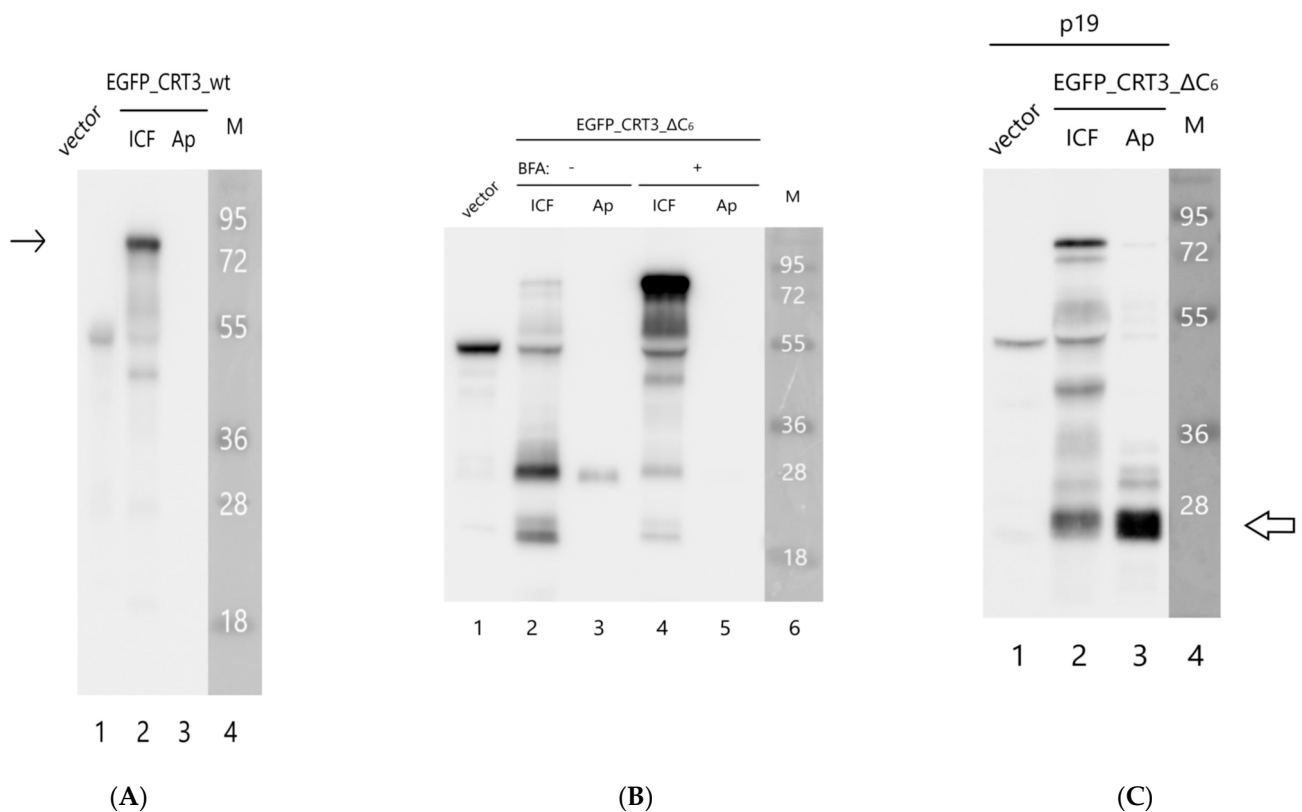 EGFP_CRT3_wt
vector
ICF Ap M
95
72
55
36
28
18
1 2 3 4
(A)
EGFP_CRT3_ΔC₆
BFA: - +
vector
ICF Ap ICF Ap M
95
72
55
36
28
18
1 2 3 4 5 6
(B)
p19
EGFP_CRT3_ΔC₆
vector
ICF Ap M
95
72
55
36
28
1 2 3 4
(C)